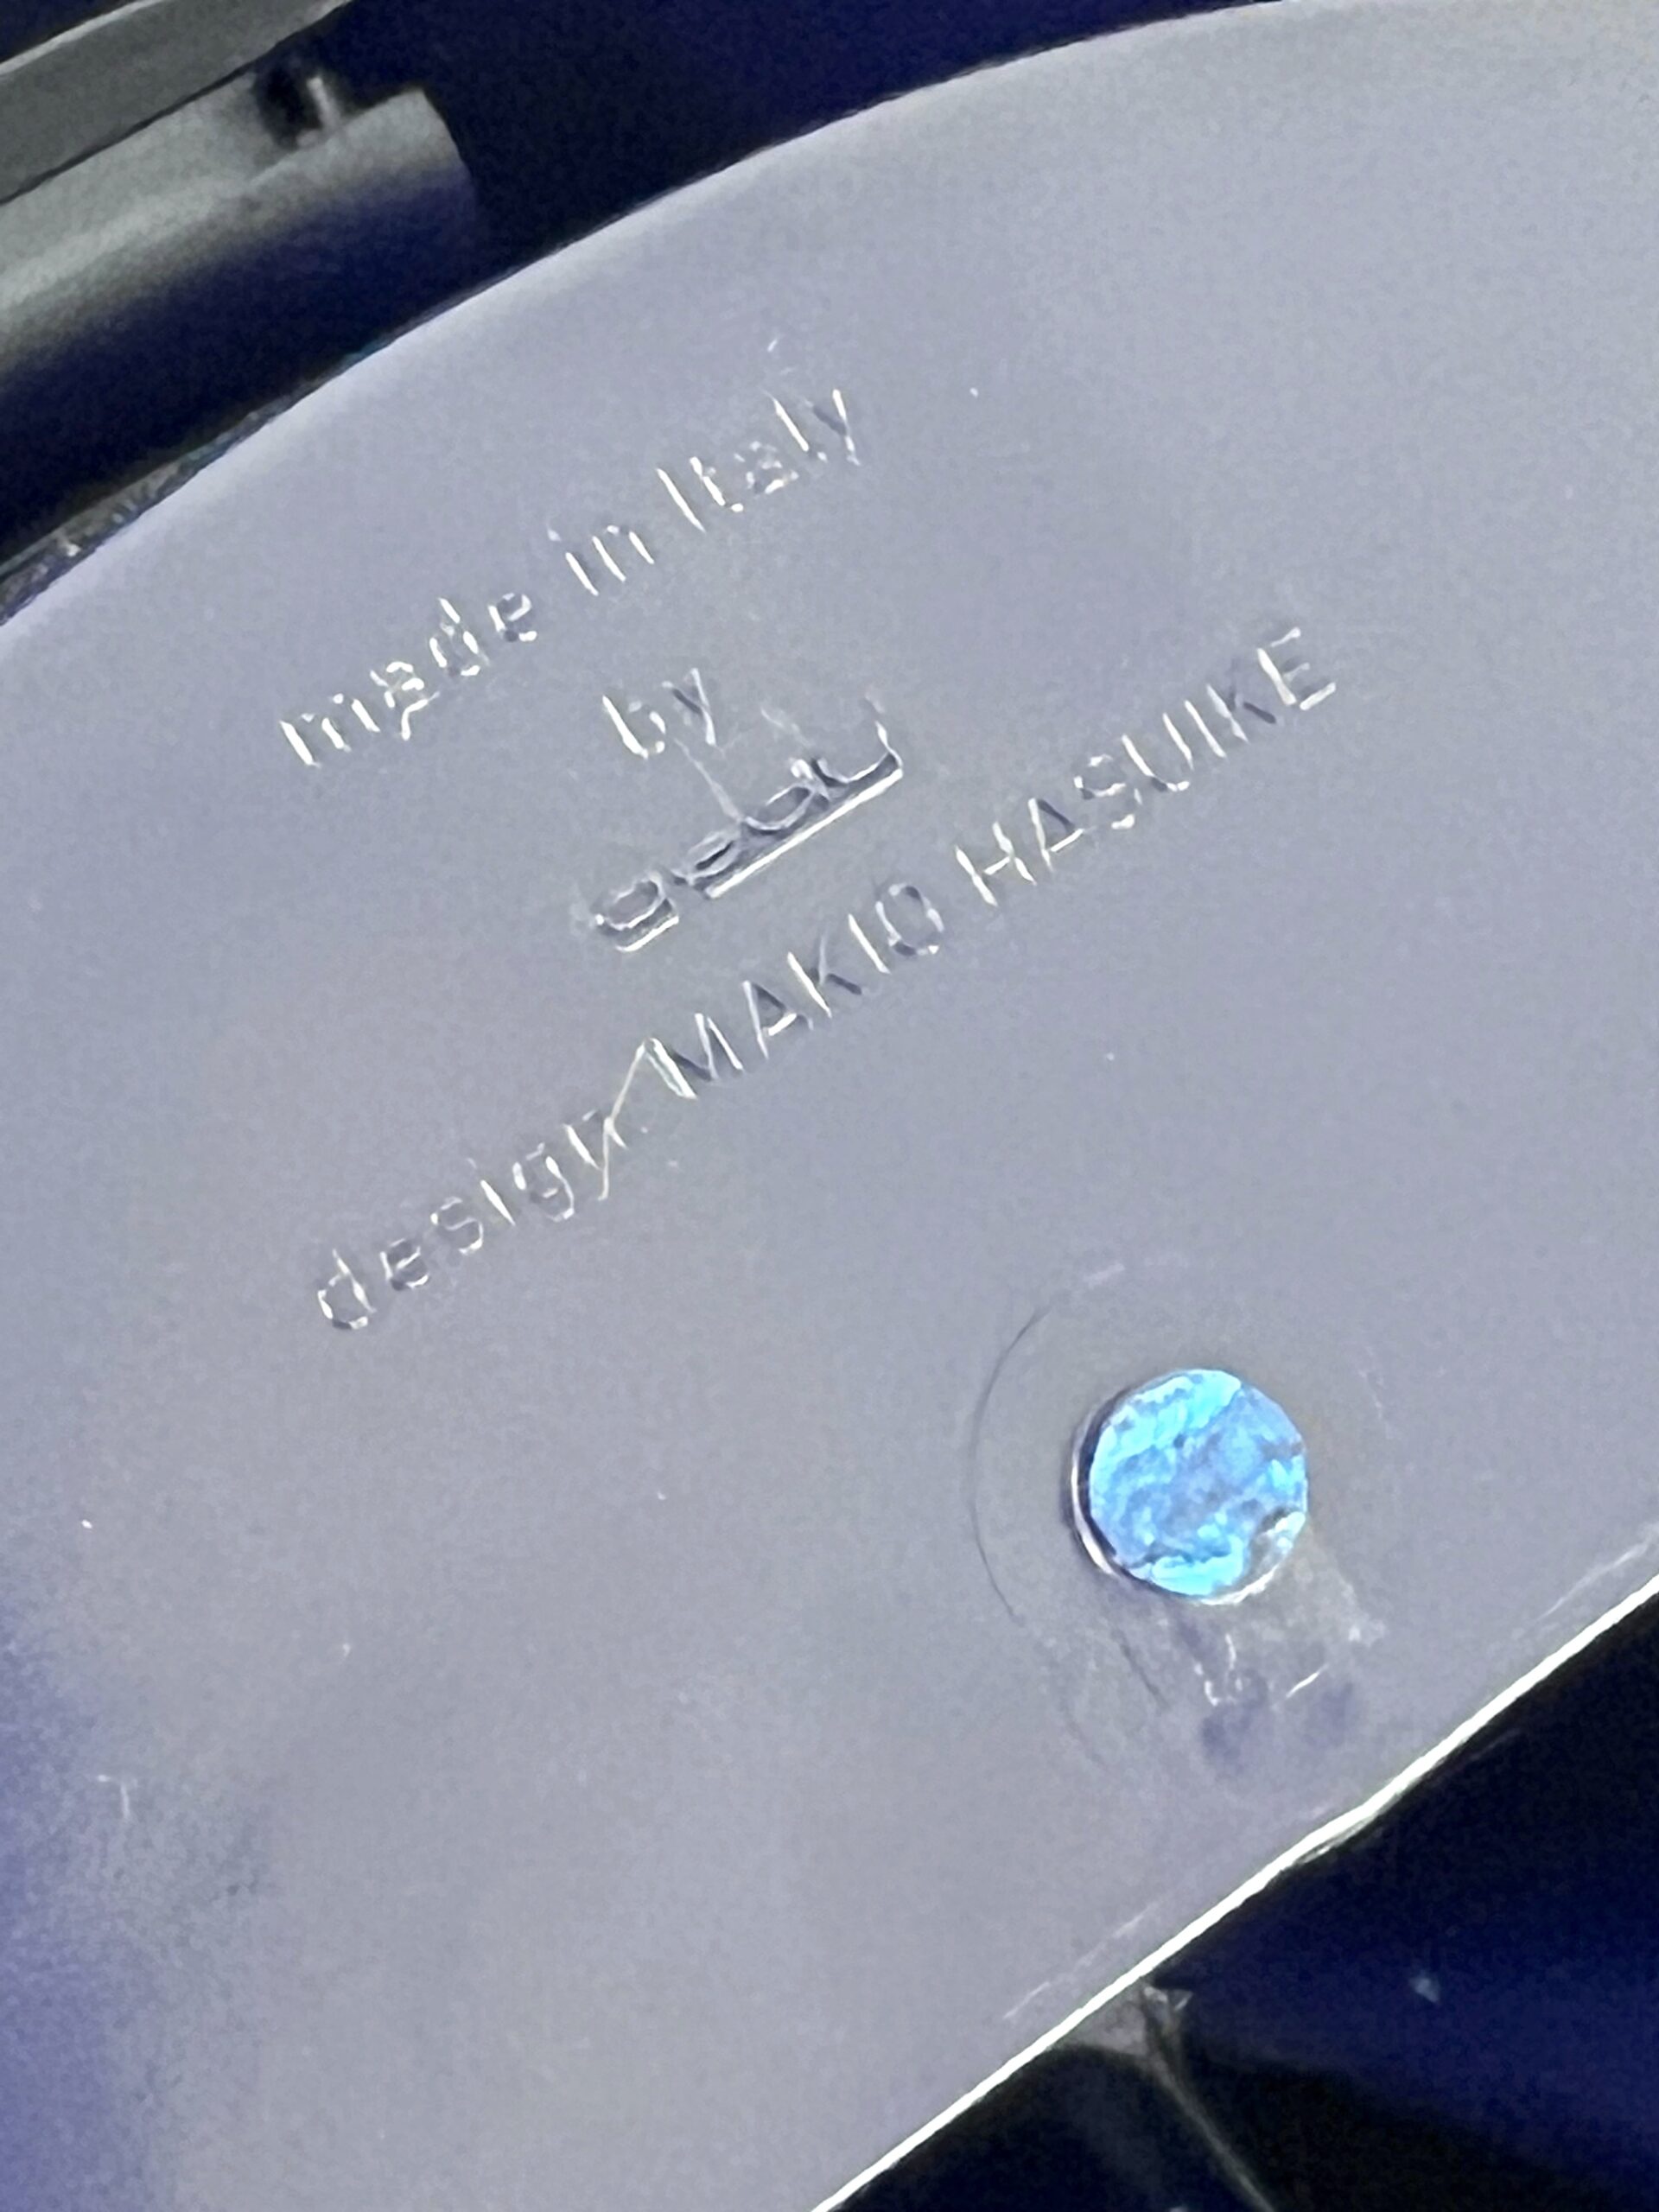 made in Italy
by
gedy
design MAKIO HASUIKE